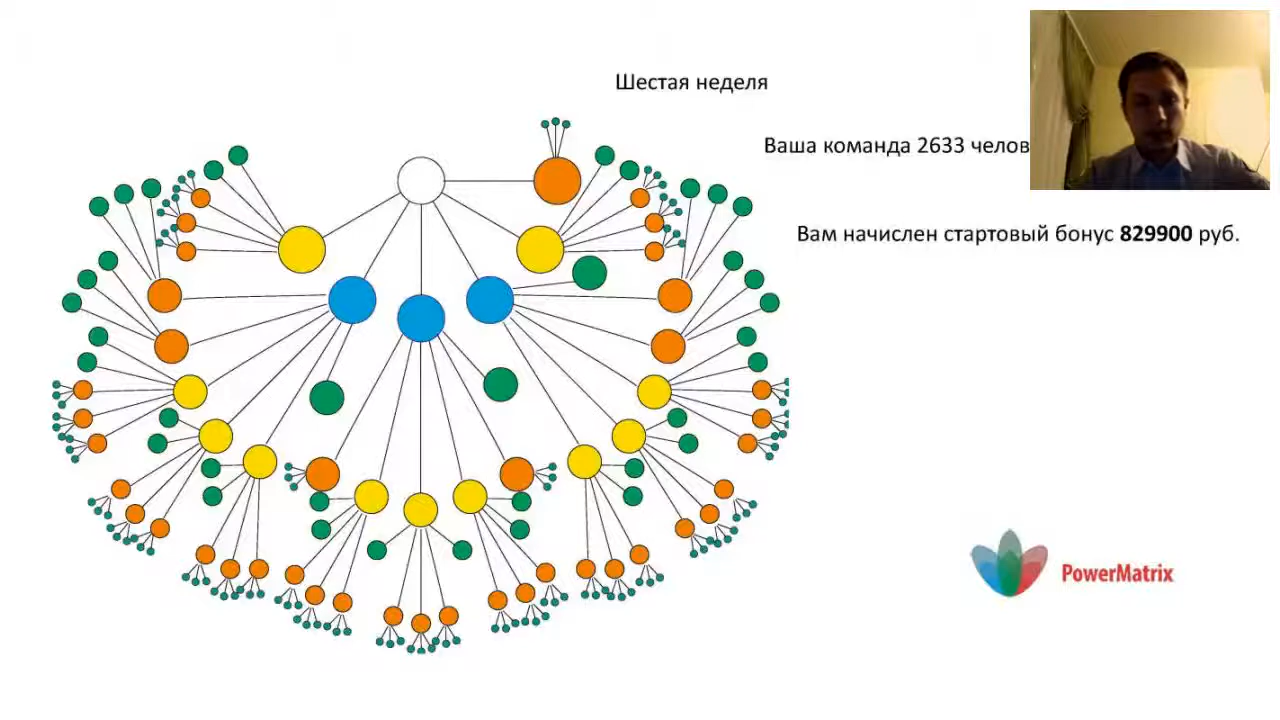 Шестая неделя
Ваша команда 2633 челов
Вам начислен стартовый бонус 829900 руб.
PowerMatrix